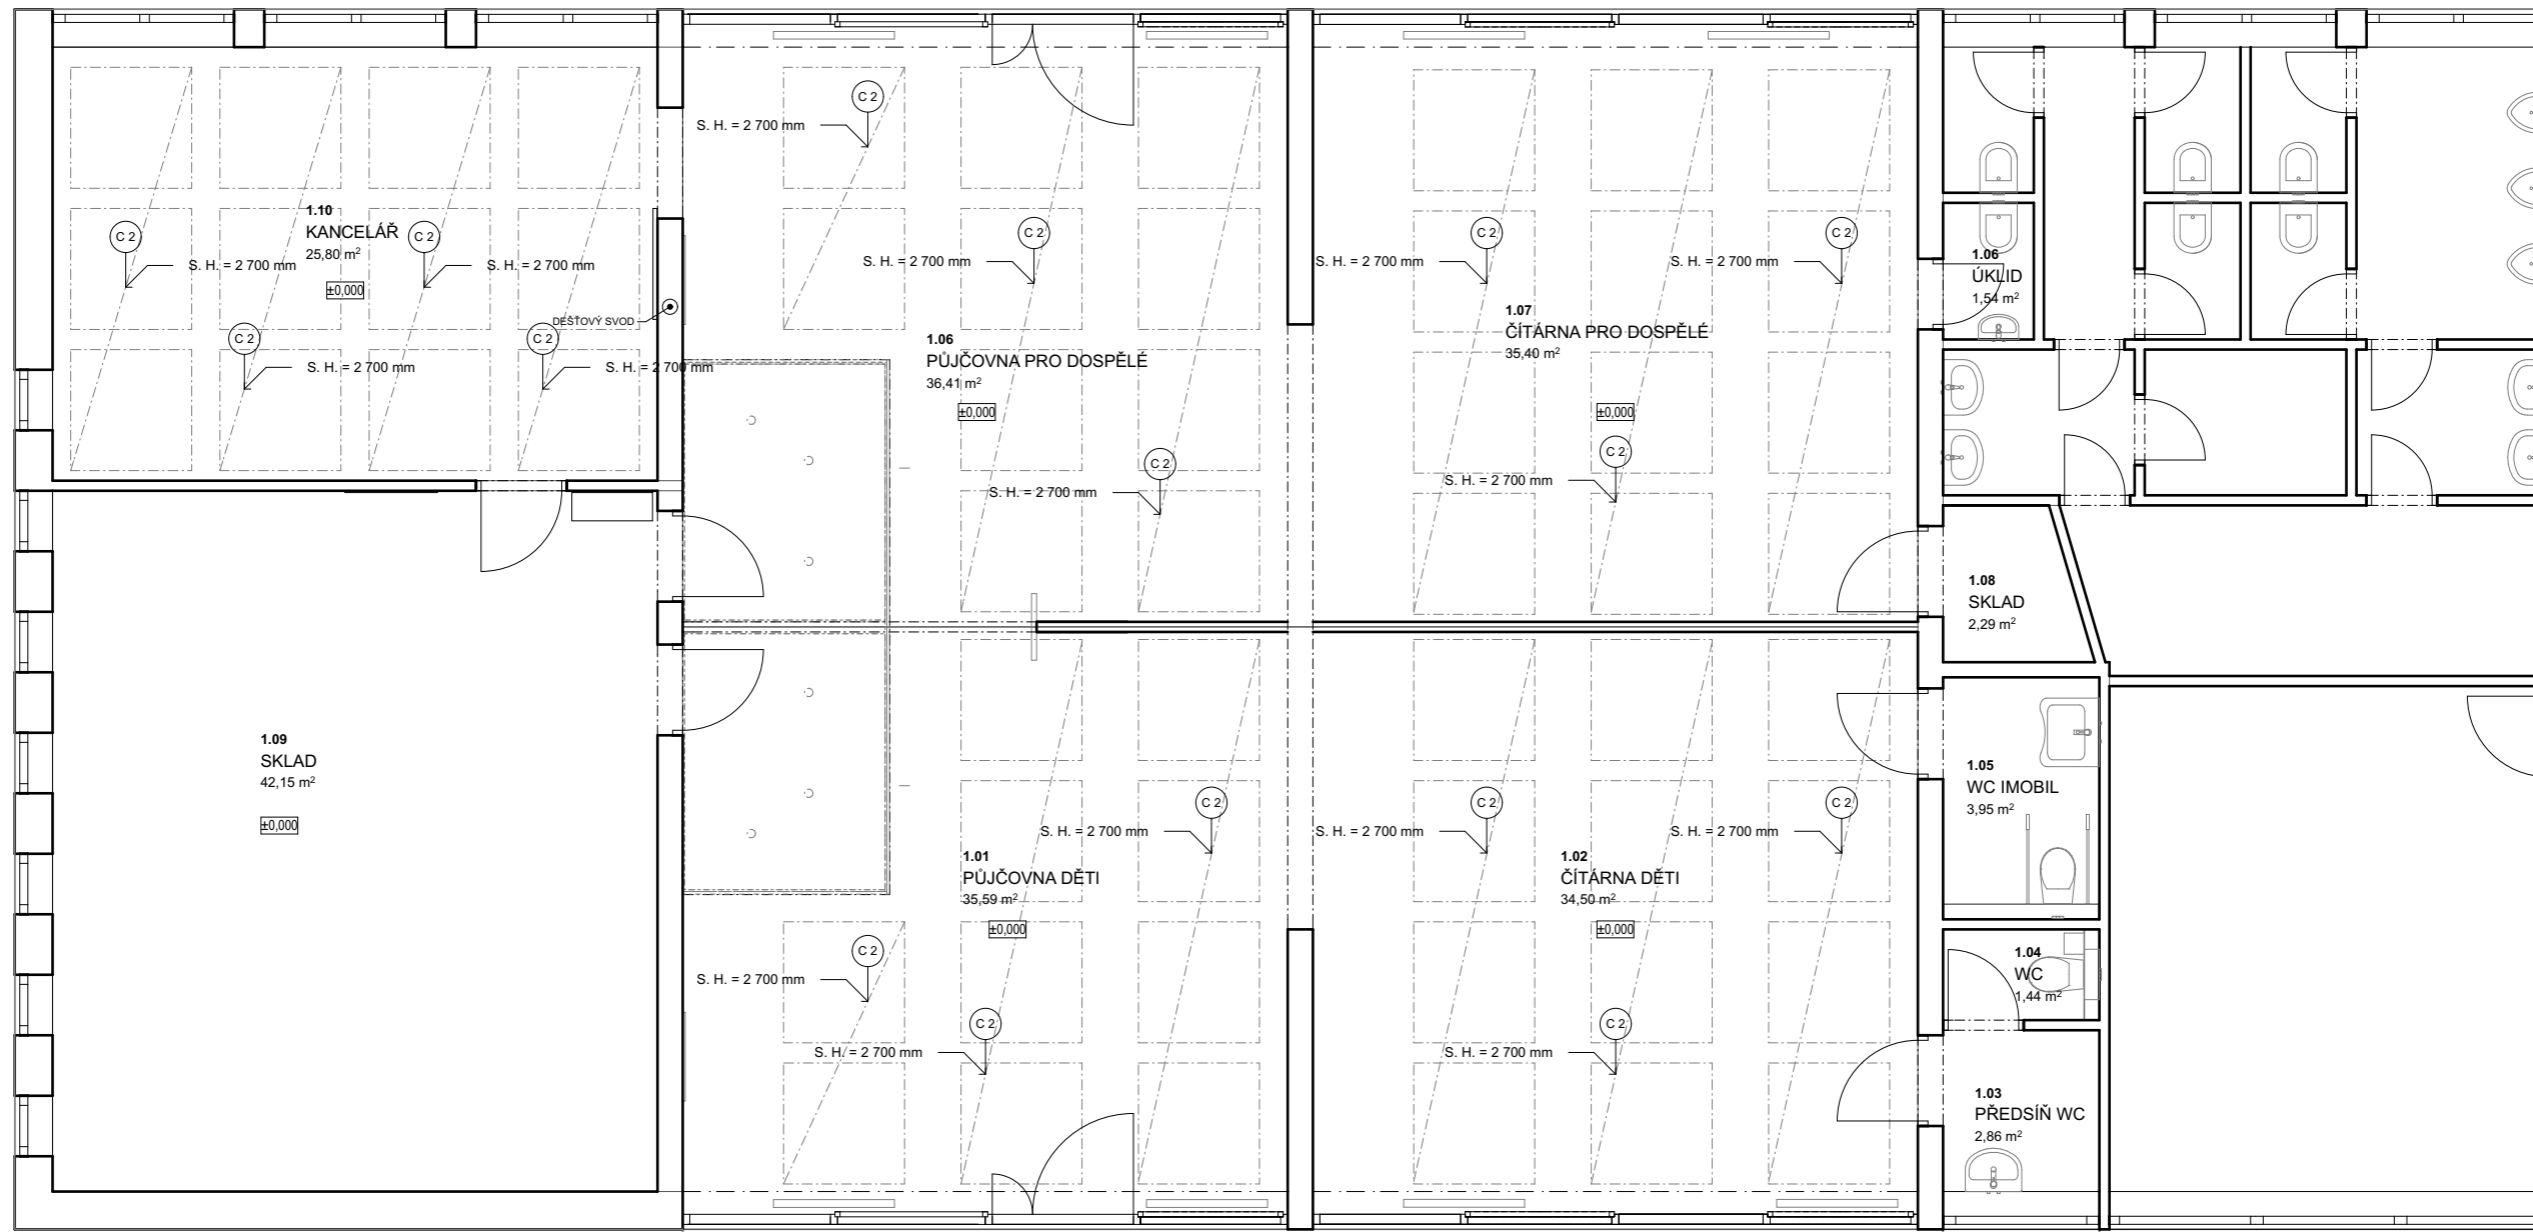 C 2
S. H. = 2 700 mm
1.10
KANCELÁŘ
25,80 m²
±0,000
C 2
S. H. = 2 700 mm
C 2
S. H. = 2 700 mm
C 2
S. H. = 2 700 mm
C 2
S. H. = 2 700 mm
DEŠŤOVÝ SVOD
C 2
S. H. = 2 700 mm
C 2
S. H. = 2 700 mm
1.06
PŮJČOVNA PRO DOSPĚLÉ
36,41 m²
±0,000
C 2
S. H. = 2 700 mm
C 2
S. H. = 2 700 mm
C 2
S. H. = 2 700 mm
1.07
ČÍTÁRNA PRO DOSPĚLÉ
35,40 m²
±0,000
C 2
S. H. = 2 700 mm
1.06
ÚKLID
1,54 m²
1.08
SKLAD
2,29 m²
1.09
SKLAD
42,15 m²
±0,000
C 2
S. H. = 2 700 mm
1.01
PŮJČOVNA DĚTI
35,59 m²
±0,000
C 2
S. H. = 2 700 mm
C 2
S. H. = 2 700 mm
C 2
S. H. = 2 700 mm
1.02
ČÍTÁRNA DĚTI
34,50 m²
±0,000
C 2
S. H. = 2 700 mm
1.05
WC IMOBIL
3,95 m²
1.04
WC
1,44 m²
1.03
PŘEDSÍŇ WC
2,86 m²